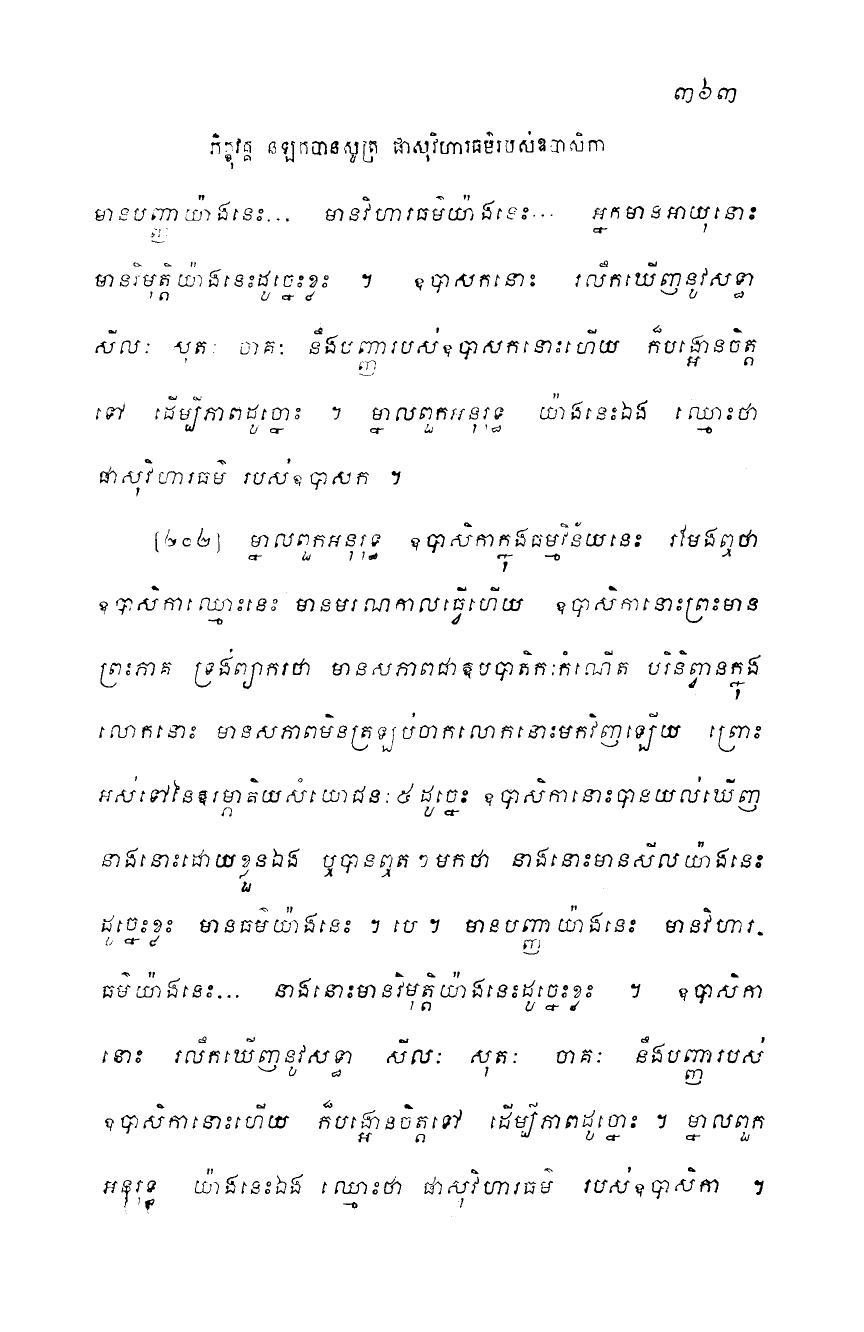 ៣៦៣
ភិក្ខុវគ្គ នឡកបានសូត្រ ផាសុវិហារធម៌របស់ឧបាសិកា
មានបញ្ញាយ៉ាងនេះ... មានវិហារធម៌យ៉ាងនេះ... អ្នកមានអាយុនោះ
មានវិមុត្តិយ៉ាងនេះដូច្នេះខ្លះ ។ ឧបាសកនោះ រលឹកឃើញនូវសទ្ធា
សីលៈ សុតៈ ចាគៈ នឹងបញ្ញារបស់ឧបាសកនោះហើយ ក៏បង្អោនចិត្ត
ទៅ ដើម្បីភាពដូច្នោះ ។ ម្នាលពួកអនុរុទ្ធ យ៉ាងនេះឯង ឈ្មោះថា
ផាសុវិហារធម៌ របស់ឧបាសក ។
[២០២] ម្នាលពួកអនុរុទ្ធ ឧបាសិកាក្នុងធម្មវិន័យនេះ រមែងឮថា
ឧបាសិកាឈ្មោះនេះ មានមរណកាលធ្វើហើយ ឧបាសិកានោះព្រះមាន
ព្រះភាគ ទ្រង់ព្យាករថា មានសភាពជាឧបបាតិកៈកំណើត បរិនិព្វានក្នុង
លោកនោះ មានសភាពមិនត្រឡប់ចាកលោកនោះមកវិញឡើយ ព្រោះ
អស់ទៅនៃឱរម្ភាគិយសំយោជនៈ៥ដូច្នេះ ឧបាសិកានោះបានយល់ឃើញ
នាងនោះដោយខ្លួនឯង ឬបានឮតៗមកថា នាងនោះមានសីលយ៉ាងនេះ
ដូច្នេះខ្លះ មានធម៌យ៉ាងនេះ ។ បេ ។ មានបញ្ញាយ៉ាងនេះ មានវិហារ-
ធម៌យ៉ាងនេះ... នាងនោះមានវិមុត្តិយ៉ាងនេះដូច្នេះខ្លះ ។ ឧបាសិកា
នោះ រលឹកឃើញនូវសទ្ធា សីលៈ សុតៈ ចាគៈ នឹងបញ្ញារបស់
ឧបាសិកានោះហើយ ក៏បង្អោនចិត្តទៅ ដើម្បីភាពដូច្នោះ ។ ម្នាលពួក
អនុរុទ្ធ យ៉ាងនេះឯង ឈ្មោះថា ផាសុវិហារធម៌ របស់ឧបាសិកា ។